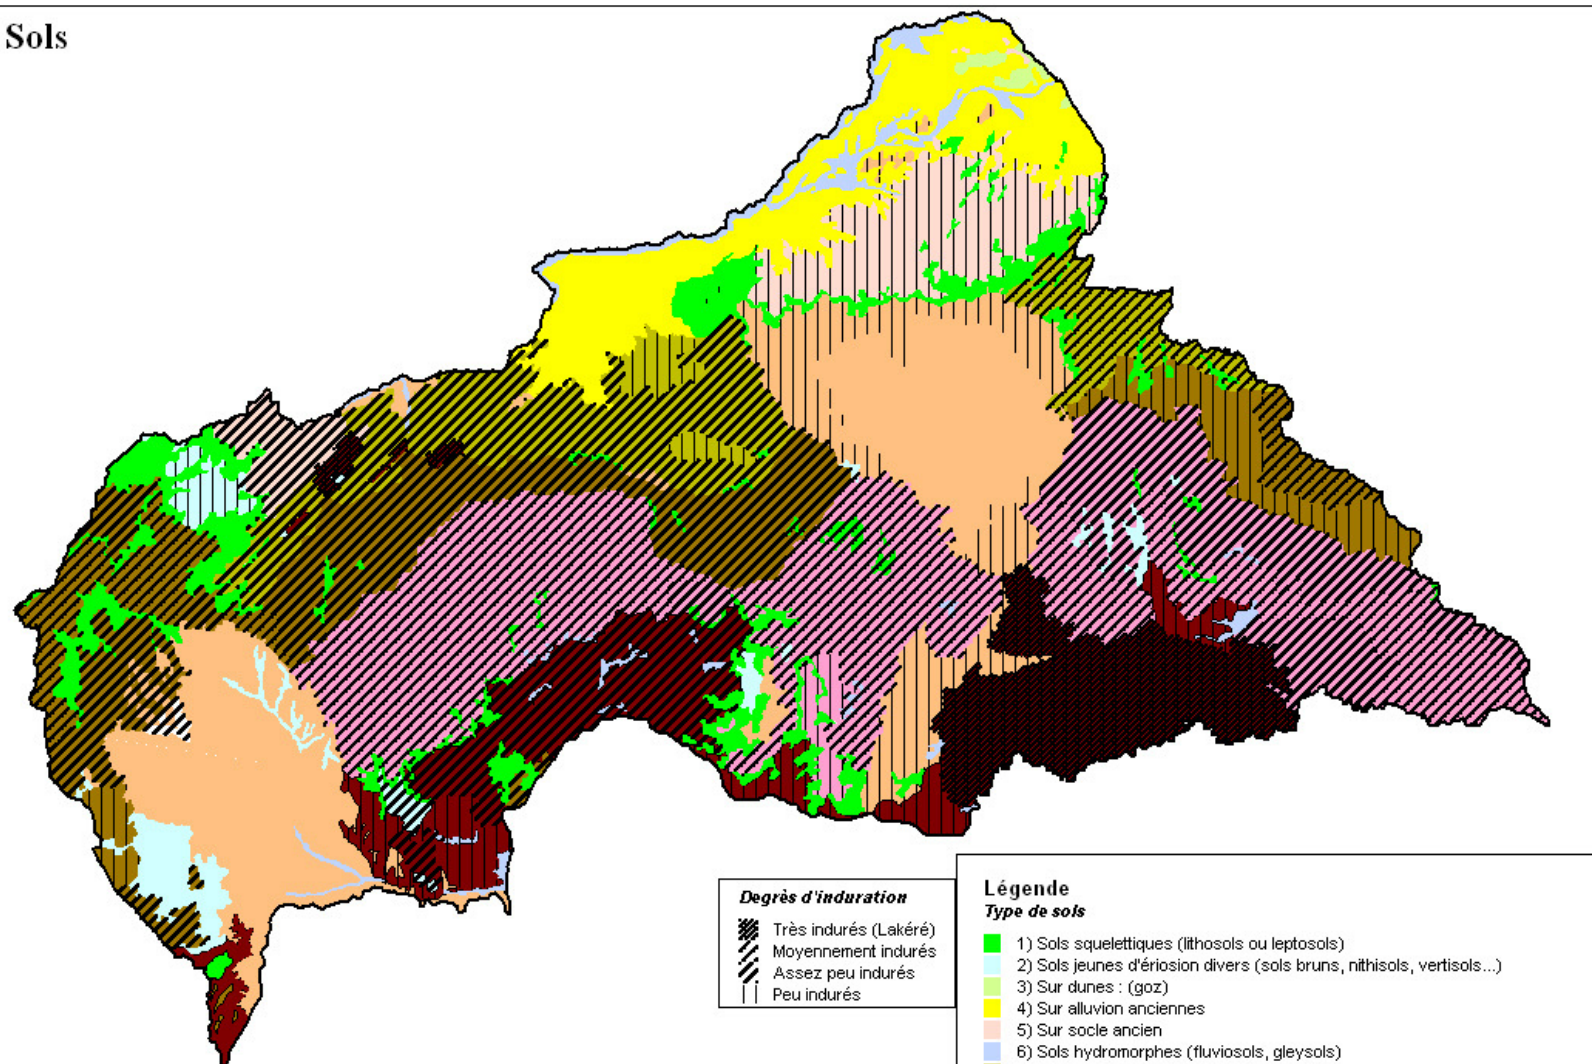 Sols
Degrès d'induration
Très indurés (Lakéré)
Moyennement indurés
Assez peu indurés
Peu indurés
Légende
Type de sols
1) Sols squelettiques (lithosols ou leptosols)
2) Sols jeunes d'ériosion divers (sols bruns, nithisols, vertisols...)
3) Sur dunes : (goz)
4) Sur alluvion anciennes
5) Sur socle ancien
6) Sols hydromorphes (fluviosols, gleysols)